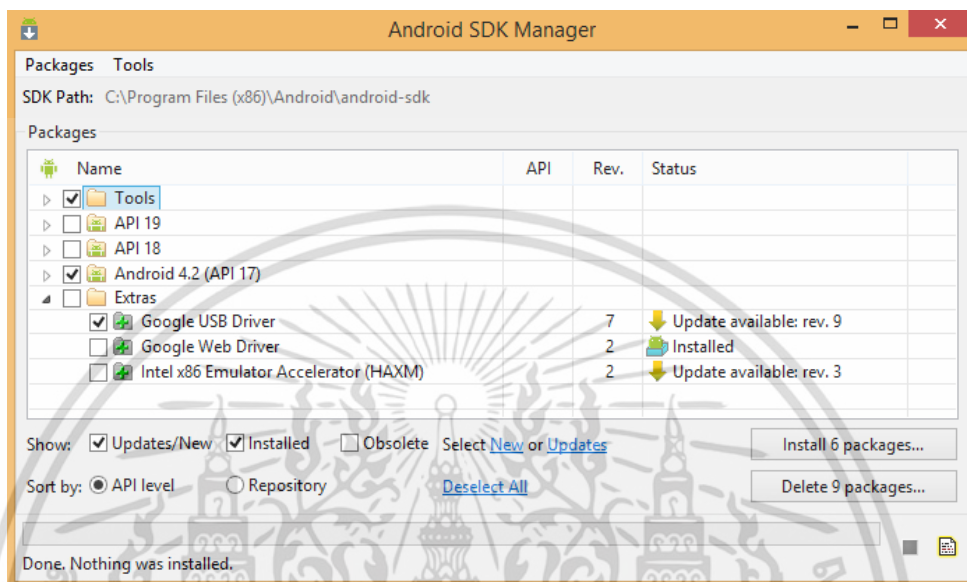 Android SDK Manager
Packages Tools
SDK Path: C:\Program Files (x86)\Android\android-sdk
Packages
Name API Rev. Status
Tools
API 19
API 18
Android 4.2 (API 17)
Extras
Google USB Driver 7 Update available: rev. 9
Google Web Driver 2 Installed
Intel x86 Emulator Accelerator (HAXM) 2 Update available: rev. 3
Show: Updates/New Installed Obsolete Select New or Updates Install 6 packages...
Sort by: API level Repository Deselect All Delete 9 packages...
Done. Nothing was installed.